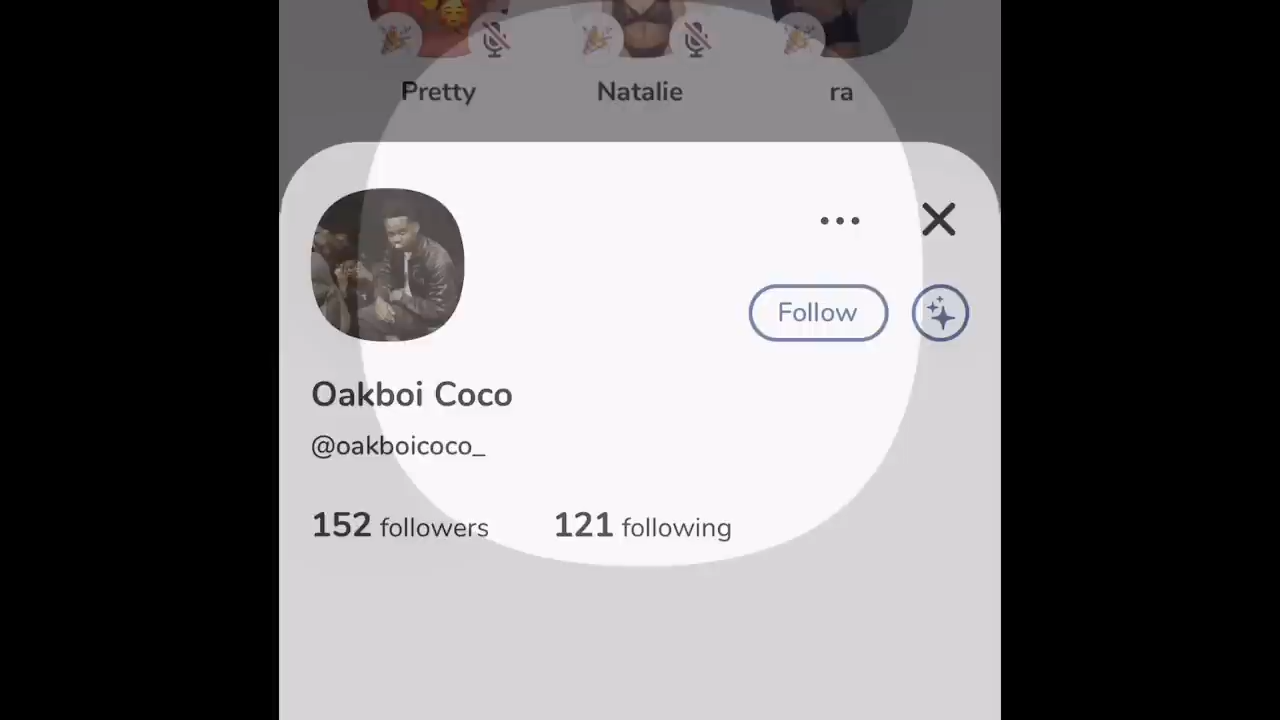 Pretty
Natalie
ra
Follow
Oakboi Coco
@oakboicoco_
152 followers
121 following